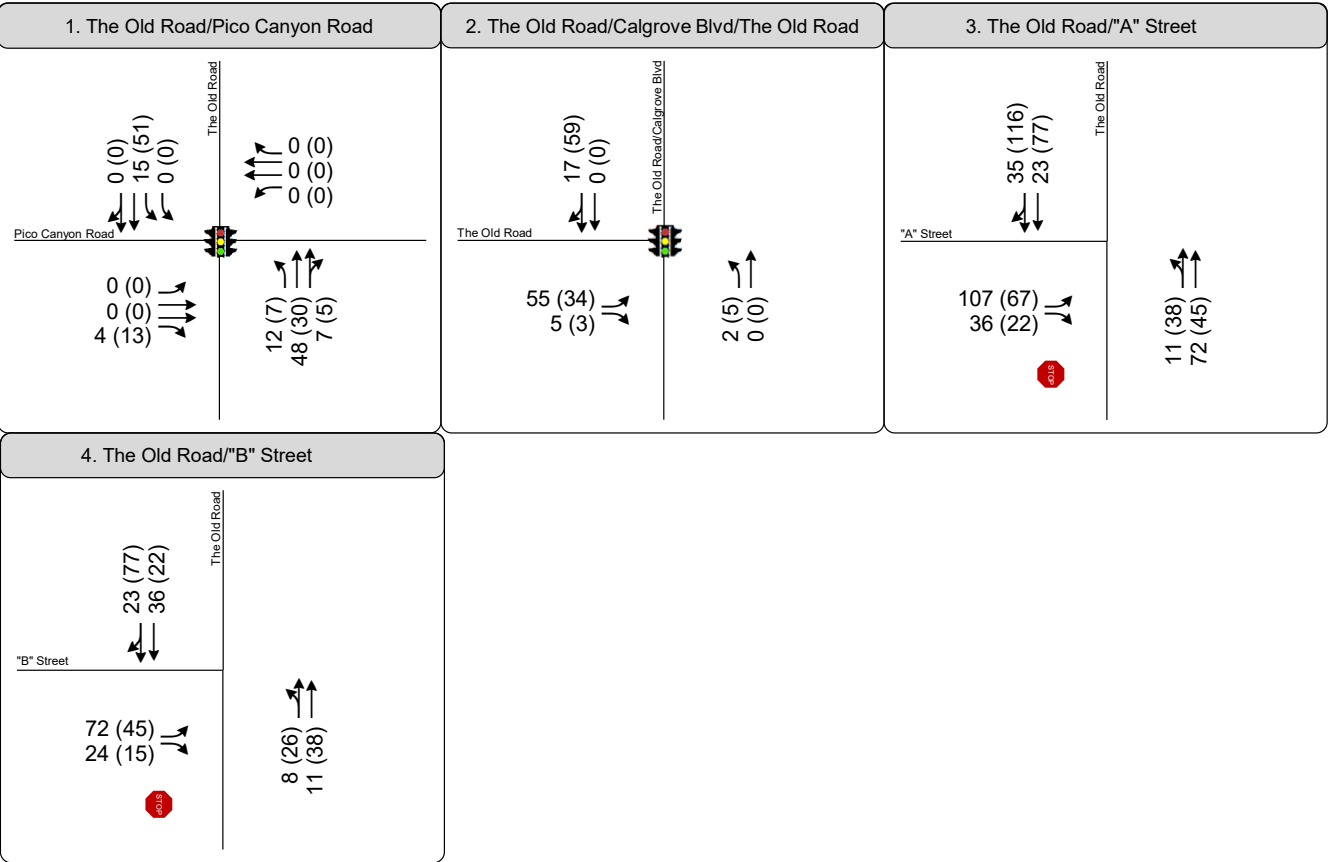 1. The Old Road/Pico Canyon Road
The Old Road
0 (0)
15 (51)
0 (0)
0 (0)
0 (0)
0 (0)
Pico Canyon Road
0 (0)
0 (0)
4 (13)
12 (7)
48 (30)
7 (5)
2. The Old Road/Calgrove Blvd/The Old Road
The Old Road/Calgrove Blvd
17 (59)
0 (0)
The Old Road
55 (34)
5 (3)
2 (5)
0 (0)
3. The Old Road/"A" Street
The Old Road
35 (116)
23 (77)
"A" Street
107 (67)
36 (22)
STOP
11 (38)
72 (45)
4. The Old Road/"B" Street
The Old Road
23 (77)
36 (22)
"B" Street
72 (45)
24 (15)
STOP
8 (26)
11 (38)